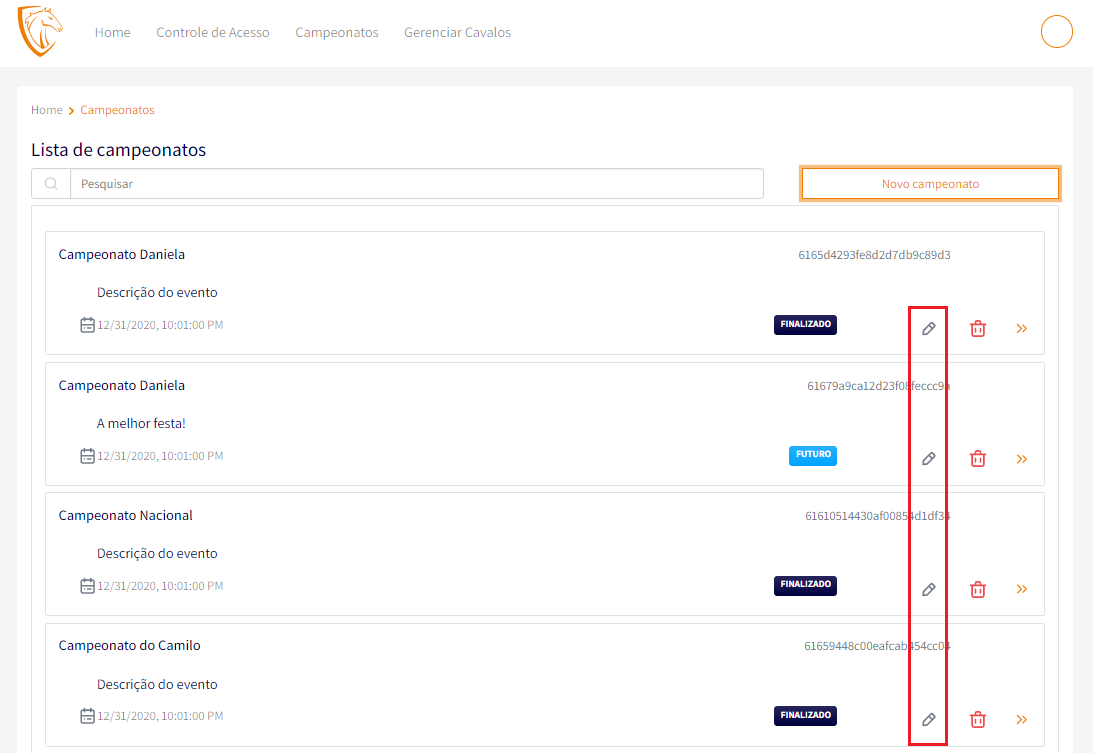 Home Controle de Acesso Campeonatos Gerenciar Cavalos
Home > Campeonatos
Lista de campeonatos
Pesquisar
Novo campeonato
Campeonato Daniela
6165d4293fe8d2d7db9c89d3
Descrição do evento
12/31/2020, 10:01:00 PM
FINALIZADO
Campeonato Daniela
61679a9ca12d23f08feccc9a
A melhor festa!
12/31/2020, 10:01:00 PM
FUTURO
Campeonato Nacional
61610514430af00854d1df34
Descrição do evento
12/31/2020, 10:01:00 PM
FINALIZADO
Campeonato do Camilo
61659448c00eafcab454cc04
Descrição do evento
12/31/2020, 10:01:00 PM
FINALIZADO